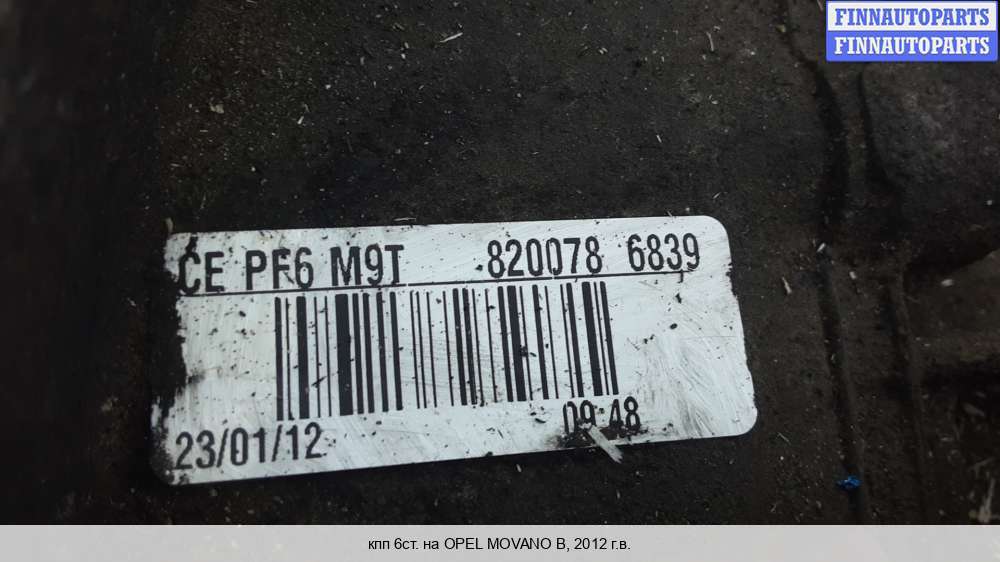 FINNAUTOPARTS
FINNAUTOPARTS
CE PF6 M9T 820078 6839
23/01/12 09:48
кпп 6ст. на OPEL MOVANO B, 2012 г.в.